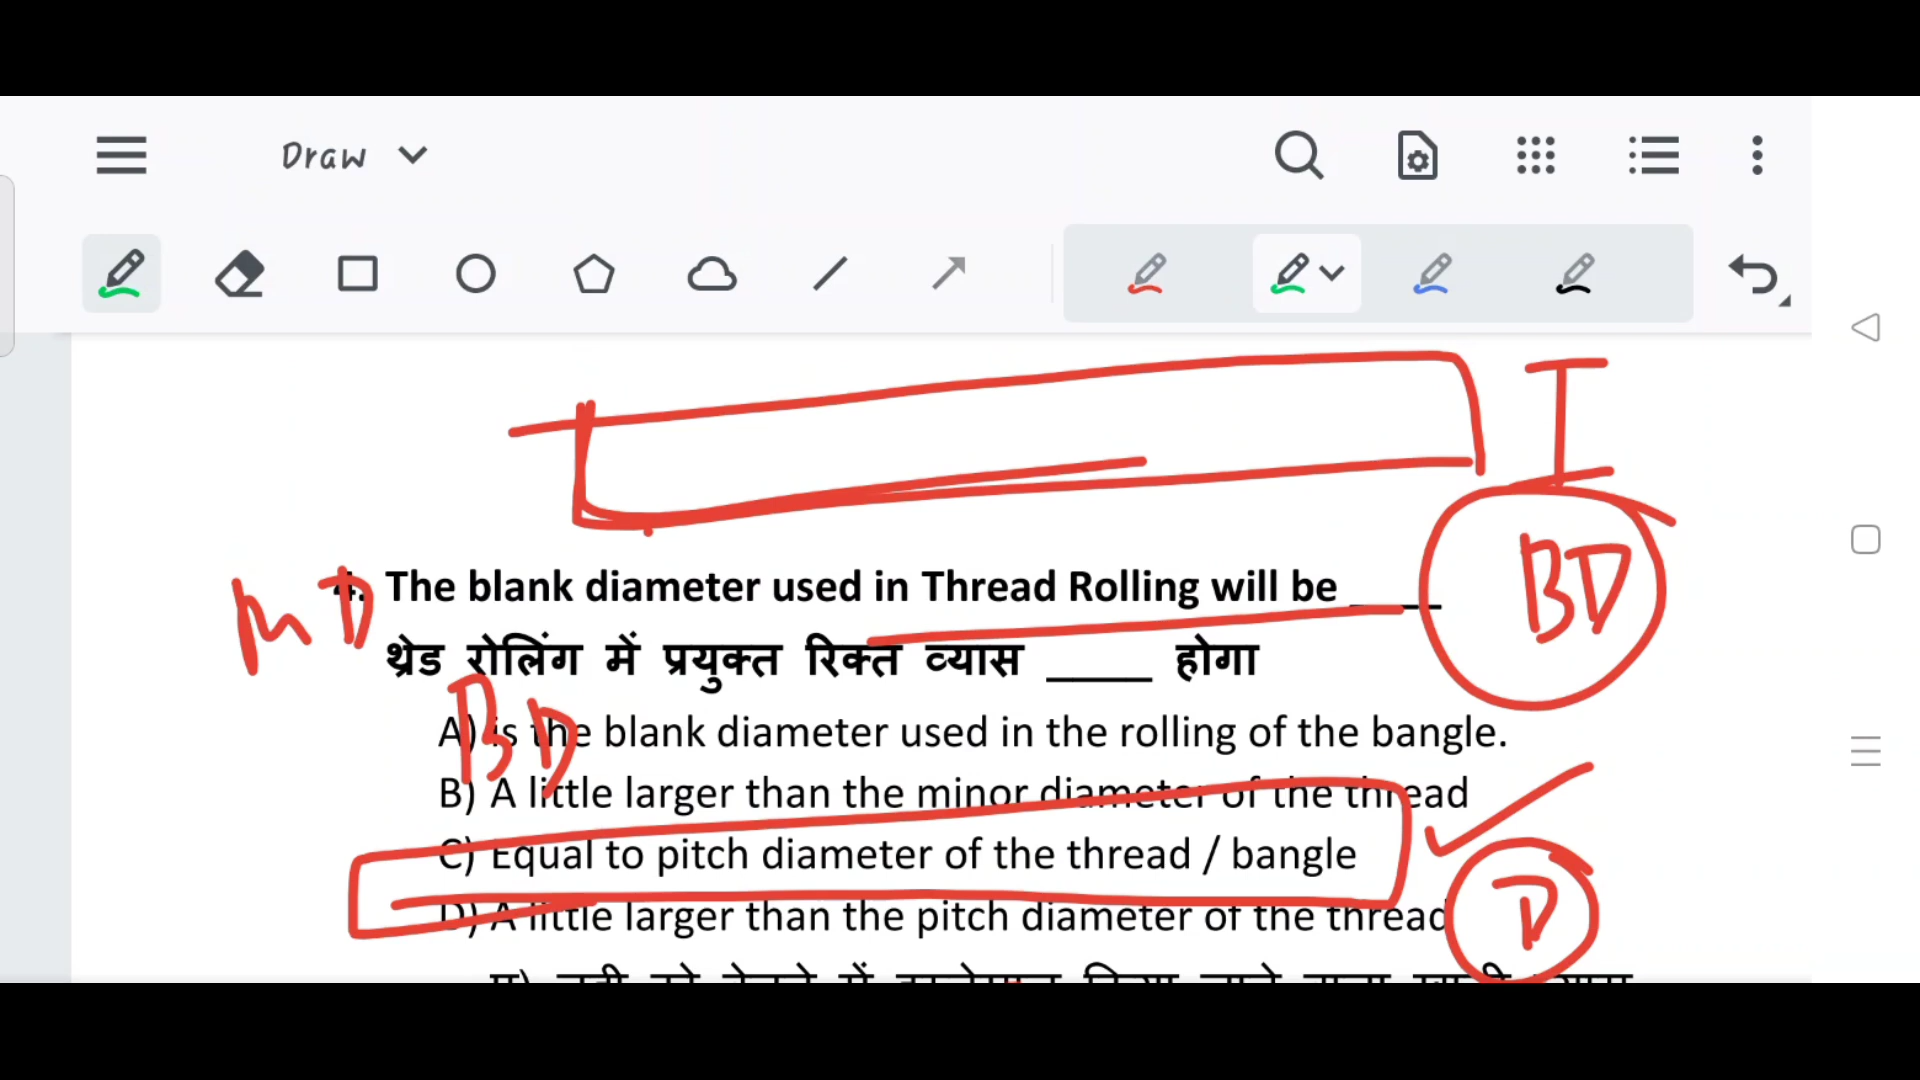 Draw
BD
MD
4. The blank diameter used in Thread Rolling will be ____
थ्रेड रोलिंग में प्रयुक्त रिक्त व्यास ____ होगा
BD
A) is the blank diameter used in the rolling of the bangle.
B) A little larger than the minor diameter of the thread
C) Equal to pitch diameter of the thread / bangle
D) A little larger than the pitch diameter of the thread
D